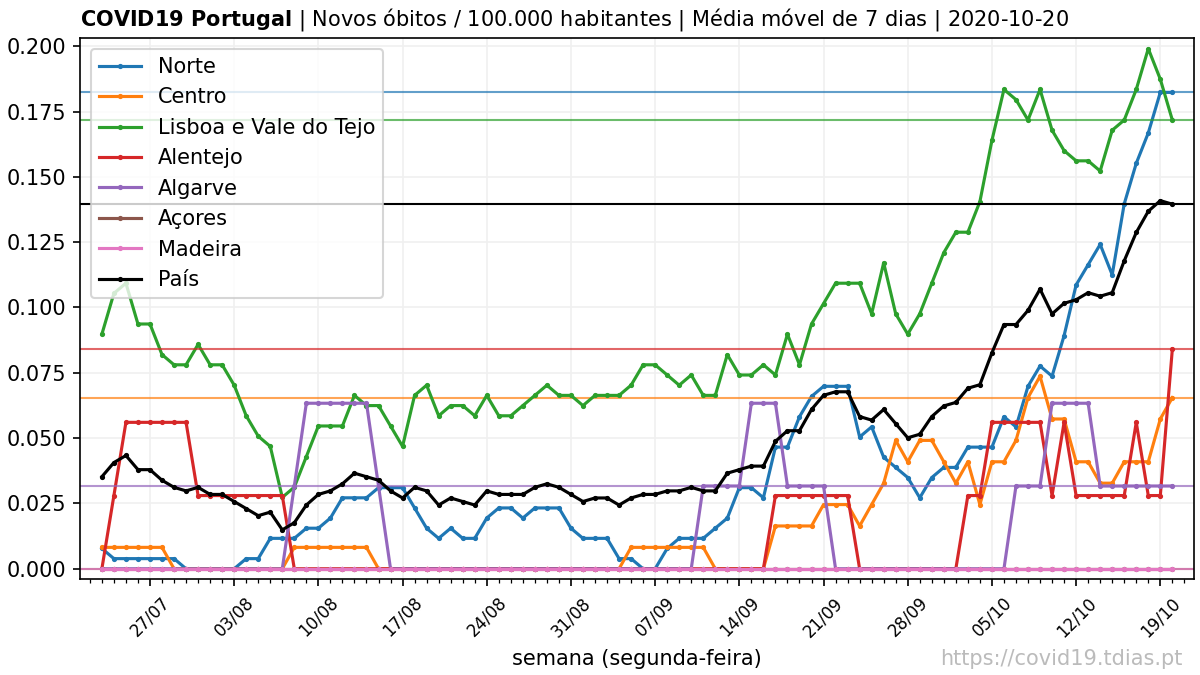 COVID19 Portugal | Novos óbitos / 100.000 habitantes | Média móvel de 7 dias | 2020-10-20
0.200
0.175
0.150
0.125
0.100
0.075
0.050
0.025
0.000
Norte
Centro
Lisboa e Vale do Tejo
Alentejo
Algarve
Açores
Madeira
País
27/07 03/08 10/08 17/08 24/08 31/08 07/09 14/09 21/09 28/09 05/10 12/10 19/10
semana (segunda-feira)
https://covid19.tdias.pt